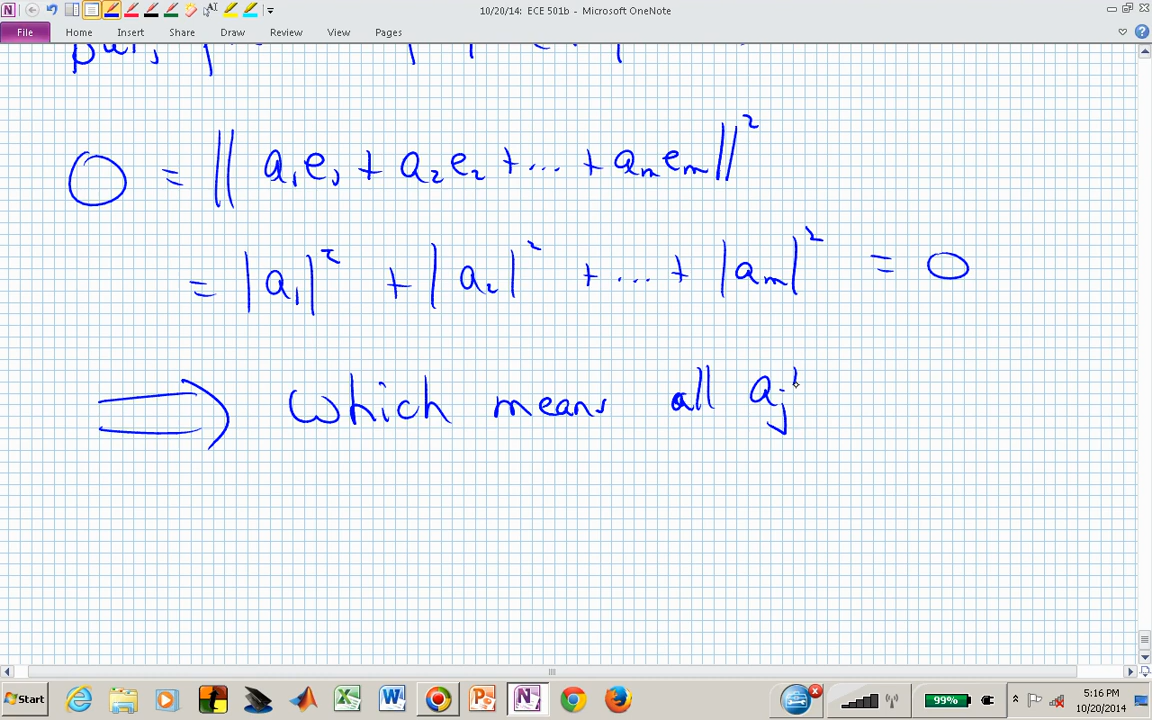 10/20/14: ECE 501b - Microsoft OneNote
File Home Insert Share Draw Review View Pages
0 = || a₁e₁ + a₂e₂ + ... + aₘeₘ ||²
= |a₁|² + |a₂|² + ... + |aₘ|² = 0
⟹ which means all aⱼ'
Start 99% 5:16 PM
10/20/2014